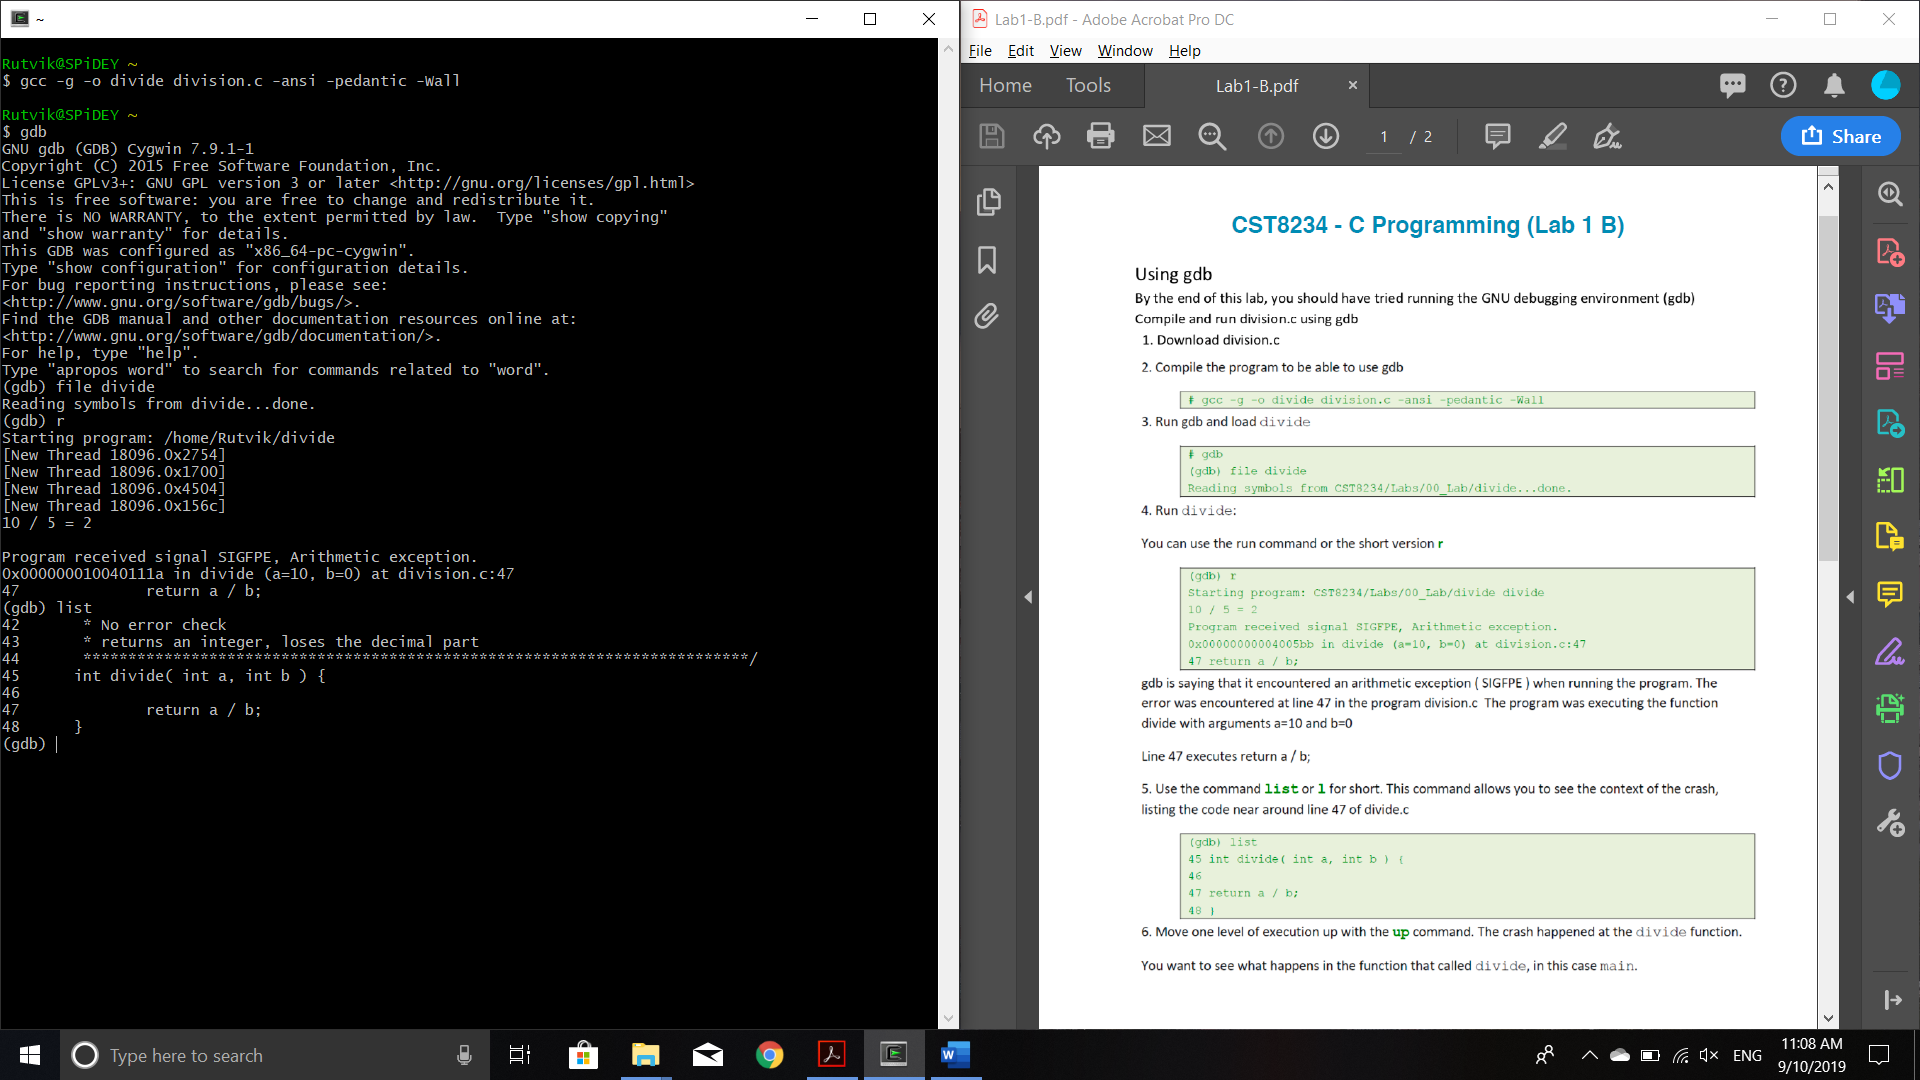 ~
Rutvik@SPiDEY ~
$ gcc -g -o divide division.c -ansi -pedantic -Wall
Rutvik@SPiDEY ~
$ gdb
GNU gdb (GDB) Cygwin 7.9.1-1
Copyright (C) 2015 Free Software Foundation, Inc.
License GPLv3+: GNU GPL version 3 or later <http://gnu.org/licenses/gpl.html>
This is free software: you are free to change and redistribute it.
There is NO WARRANTY, to the extent permitted by law.  Type "show copying"
and "show warranty" for details.
This GDB was configured as "x86_64-pc-cygwin".
Type "show configuration" for configuration details.
For bug reporting instructions, please see:
<http://www.gnu.org/software/gdb/bugs/>.
Find the GDB manual and other documentation resources online at:
<http://www.gnu.org/software/gdb/documentation/>.
For help, type "help".
Type "apropos word" to search for commands related to "word".
(gdb) file divide
Reading symbols from divide...done.
(gdb) r
Starting program: /home/Rutvik/divide
[New Thread 18096.0x2754]
[New Thread 18096.0x1700]
[New Thread 18096.0x4504]
[New Thread 18096.0x156c]
10 / 5 = 2
Program received signal SIGFPE, Arithmetic exception.
0x000000010040111a in divide (a=10, b=0) at division.c:47
47              return a / b;
(gdb) list
42       * No error check
43       * returns an integer, loses the decimal part
44       **************************************************************************/
45      int divide( int a, int b ) {
46
47              return a / b;
48      }
(gdb)
Lab1-B.pdf - Adobe Acrobat Pro DC
File Edit View Window Help
Home Tools Lab1-B.pdf ×
1 / 2 Share
CST8234 - C Programming (Lab 1 B)
Using gdb
By the end of this lab, you should have tried running the GNU debugging environment (gdb)
Compile and run division.c using gdb
1. Download division.c
2. Compile the program to be able to use gdb
# gcc -g -o divide division.c -ansi -pedantic -Wall
3. Run gdb and load divide
# gdb
(gdb) file divide
Reading symbols from CST8234/Labs/00_Lab/divide...done.
4. Run divide:
You can use the run command or the short version r
(gdb) r
Starting program: CST8234/Labs/00_Lab/divide divide
10 / 5 = 2
Program received signal SIGFPE, Arithmetic exception.
0x00000000004005bb in divide (a=10, b=0) at division.c:47
47 return a / b;
gdb is saying that it encountered an arithmetic exception ( SIGFPE ) when running the program. The
error was encountered at line 47 in the program division.c  The program was executing the function
divide with arguments a=10 and b=0
Line 47 executes return a / b;
5. Use the command list or l for short. This command allows you to see the context of the crash,
listing the code near around line 47 of divide.c
(gdb) list
45 int divide( int a, int b ) {
46
47 return a / b;
48 }
6. Move one level of execution up with the up command. The crash happened at the divide function.
You want to see what happens in the function that called divide, in this case main.
Type here to search
ENG
11:08 AM
9/10/2019